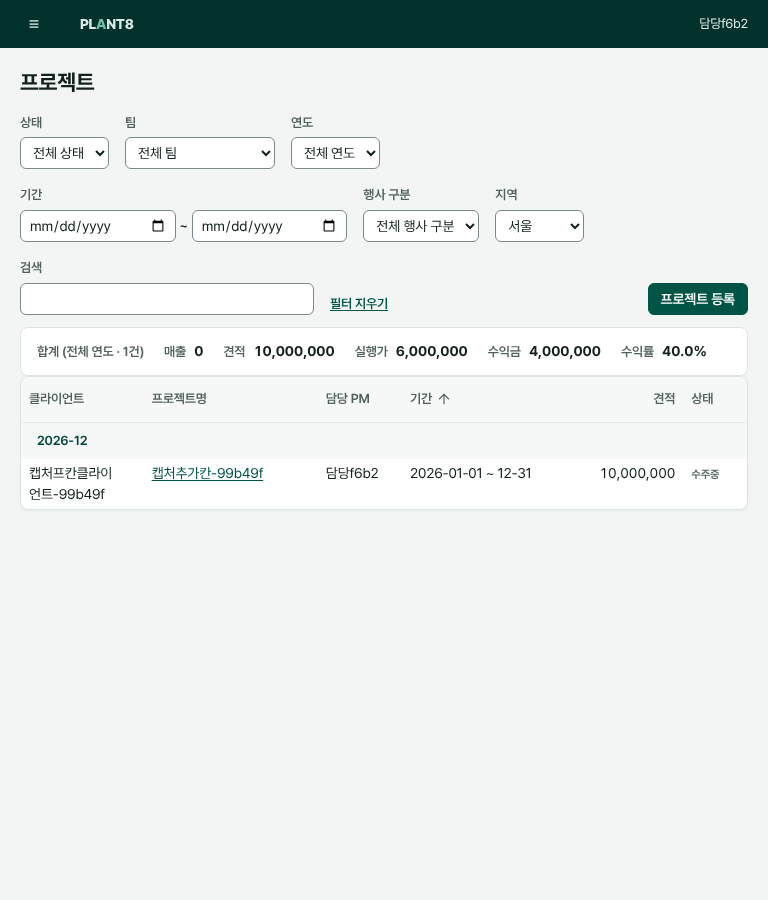 ≡ PLANT8 담당f6b2
프로젝트
상태 팀 연도
전체 상태 전체 팀 전체 연도
기간 행사 구분 지역
mm/dd/yyyy ~ mm/dd/yyyy 전체 행사 구분 서울
검색
필터 지우기 프로젝트 등록
합계 (전체 연도 · 1건) 매출 0 견적 10,000,000 실행가 6,000,000 수익금 4,000,000 수익률 40.0%
클라이언트 프로젝트명 담당 PM 기간 ↑ 견적 상태
2026-12
캡처프칸클라이 캡처추가칸-99b49f 담당f6b2 2026-01-01 ~ 12-31 10,000,000 수주중
언트-99b49f